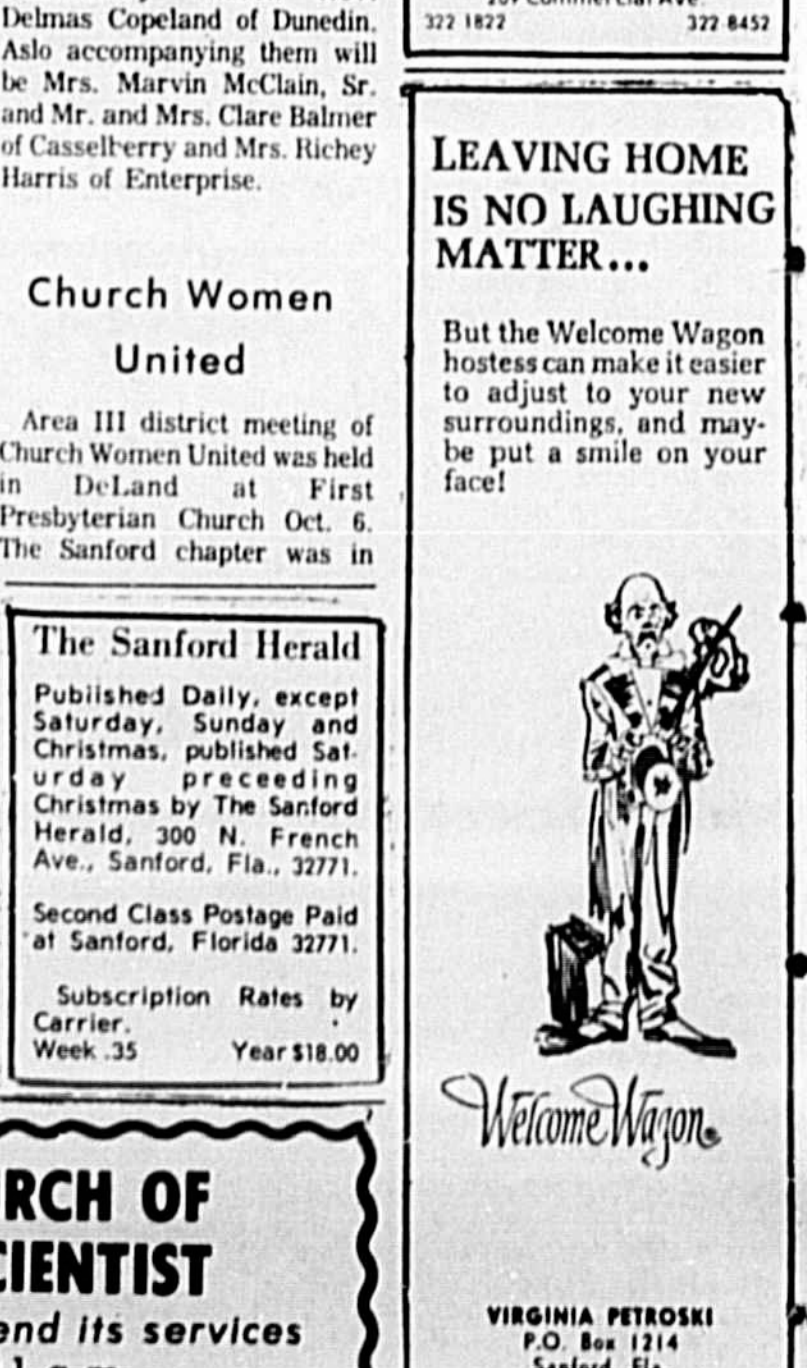 Delmas Copeland of Dunedin.
Aslo accompanying them will
be Mrs. Marvin McClain, Sr.
and Mr. and Mrs. Clare Balmer
of Casselberry and Mrs. Richey
Harris of Enterprise.
Church Women
United
Area III district meeting of
Church Women United was held
in DeLand at First
Presbyterian Church Oct. 6.
The Sanford chapter was in
The Sanford Herald
Published Daily, except
Saturday, Sunday and
Christmas, published Sat-
urday preceeding
Christmas by The Sanford
Herald, 300 N. French
Ave., Sanford, Fla., 32771.
Second Class Postage Paid
at Sanford, Florida 32771.
Subscription Rates by
Carrier.
Week .35 Year $18.00
RCH OF
CIENTIST
end its services
Commercial Ave.
322 1822 322 8452
LEAVING HOME
IS NO LAUGHING
MATTER...
But the Welcome Wagon
hostess can make it easier
to adjust to your new
surroundings, and may-
be put a smile on your
face!
Welcome Wagon®
VIRGINIA PETROSKI
P.O. Box 1214
Sanford, Fla